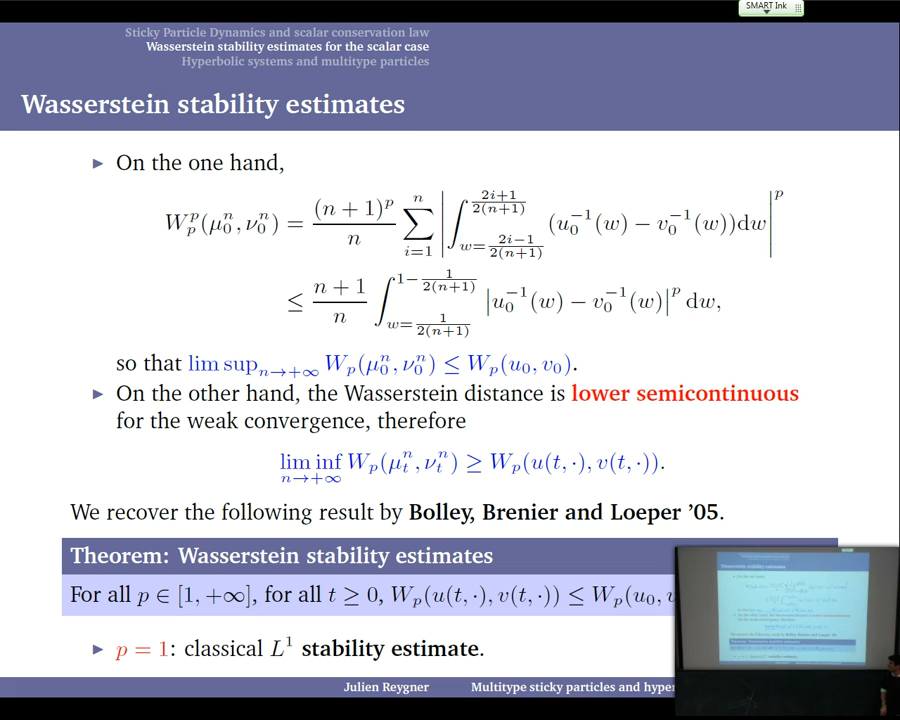 SMART Ink
Sticky Particle Dynamics and scalar conservation law
Wasserstein stability estimates for the scalar case
Hyperbolic systems and multitype particles
Wasserstein stability estimates
On the one hand,
W_p^p(μ_0^n, ν_0^n) = \frac{(n+1)^p}{n} \sum_{i=1}^{n} \left| \int_{w=\frac{2i-1}{2(n+1)}}^{\frac{2i+1}{2(n+1)}} (u_0^{-1}(w) − v_0^{-1}(w))dw \right|^p
≤ \frac{n+1}{n} \int_{w=\frac{1}{2(n+1)}}^{1-\frac{1}{2(n+1)}} |u_0^{-1}(w) − v_0^{-1}(w)|^p dw,
so that lim sup_{n→+∞} W_p(μ_0^n, ν_0^n) ≤ W_p(u_0, v_0).
On the other hand, the Wasserstein distance is lower semicontinuous
for the weak convergence, therefore
lim inf_{n→+∞} W_p(μ_t^n, ν_t^n) ≥ W_p(u(t, ·), v(t, ·)).
We recover the following result by Bolley, Brenier and Loeper ’05.
Theorem: Wasserstein stability estimates
For all p ∈ [1, +∞], for all t ≥ 0, W_p(u(t, ·), v(t, ·)) ≤ W_p(u_0,
p = 1: classical L^1 stability estimate.
Julien Reygner Multitype sticky particles and